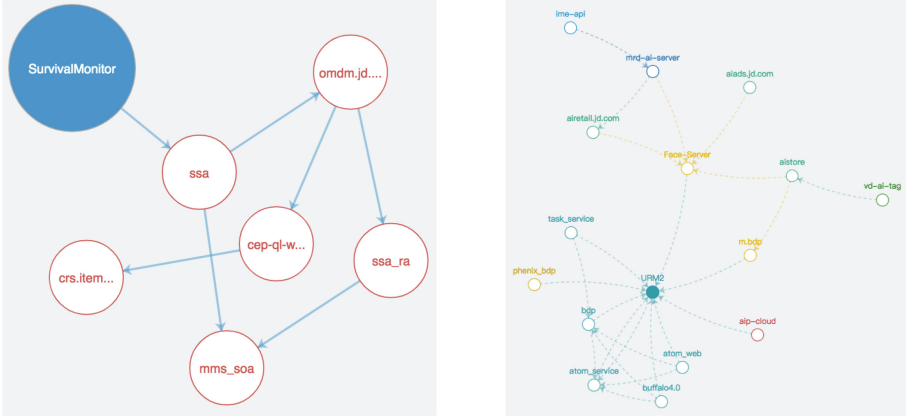 SurvivalMonitor
omdm.jd....
ssa
cep-ql-w...
ssa_ra
crs.item...
mms_soa
ime-api
mrd-ai-server
aiads.jd.com
airetail.jd.com
Face-Server
aistore
vd-ai-tag
task_service
m.bdp
phenix_bdp
URM2
bdp
aip-cloud
atom_web
atom_service
buffalo4.0